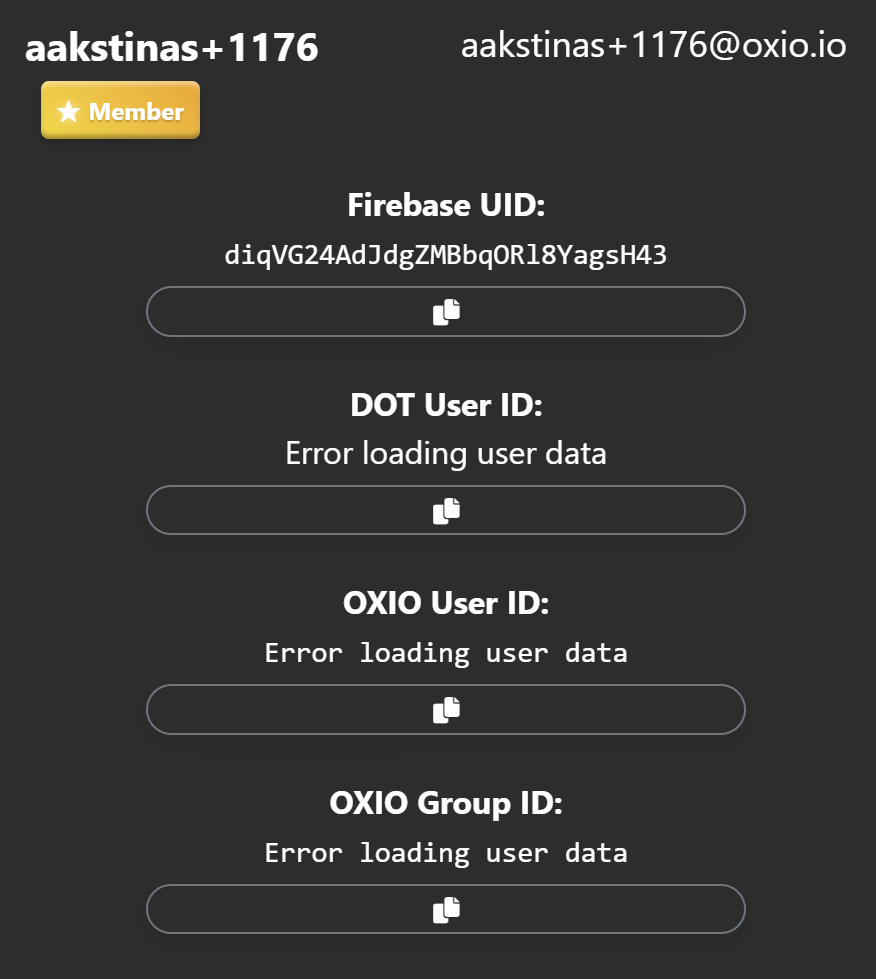 aakstinas+1176
aakstinas+1176@oxio.io
Member
Firebase UID:
diqVG24AdJdgZMBbqORl8YagsH43
DOT User ID:
Error loading user data
OXIO User ID:
Error loading user data
OXIO Group ID:
Error loading user data